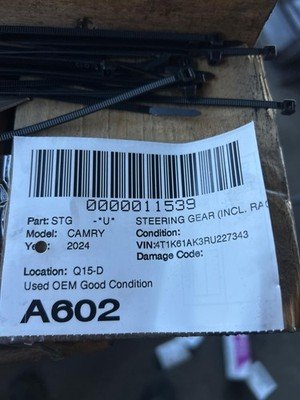 0000011539
Part: STG -*U* STEERING GEAR (INCL. RAC
Model: CAMRY Condition:
Year: 2024 VIN:4T1K61AK3RU227343
Damage Code:
Location: Q15-D
Used OEM Good Condition
A602